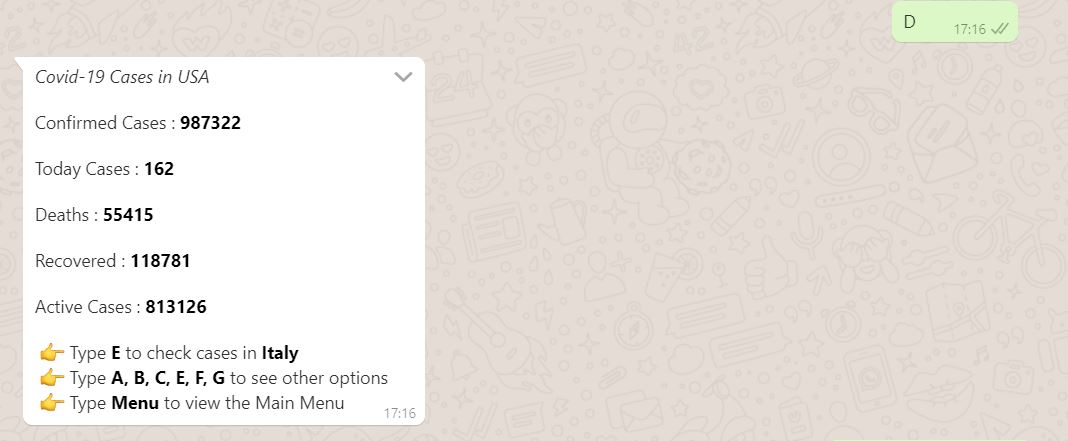 D
17:16
Covid-19 Cases in USA
Confirmed Cases : 987322
Today Cases : 162
Deaths : 55415
Recovered : 118781
Active Cases : 813126
👉 Type E to check cases in Italy
👉 Type A, B, C, E, F, G to see other options
👉 Type Menu to view the Main Menu
17:16